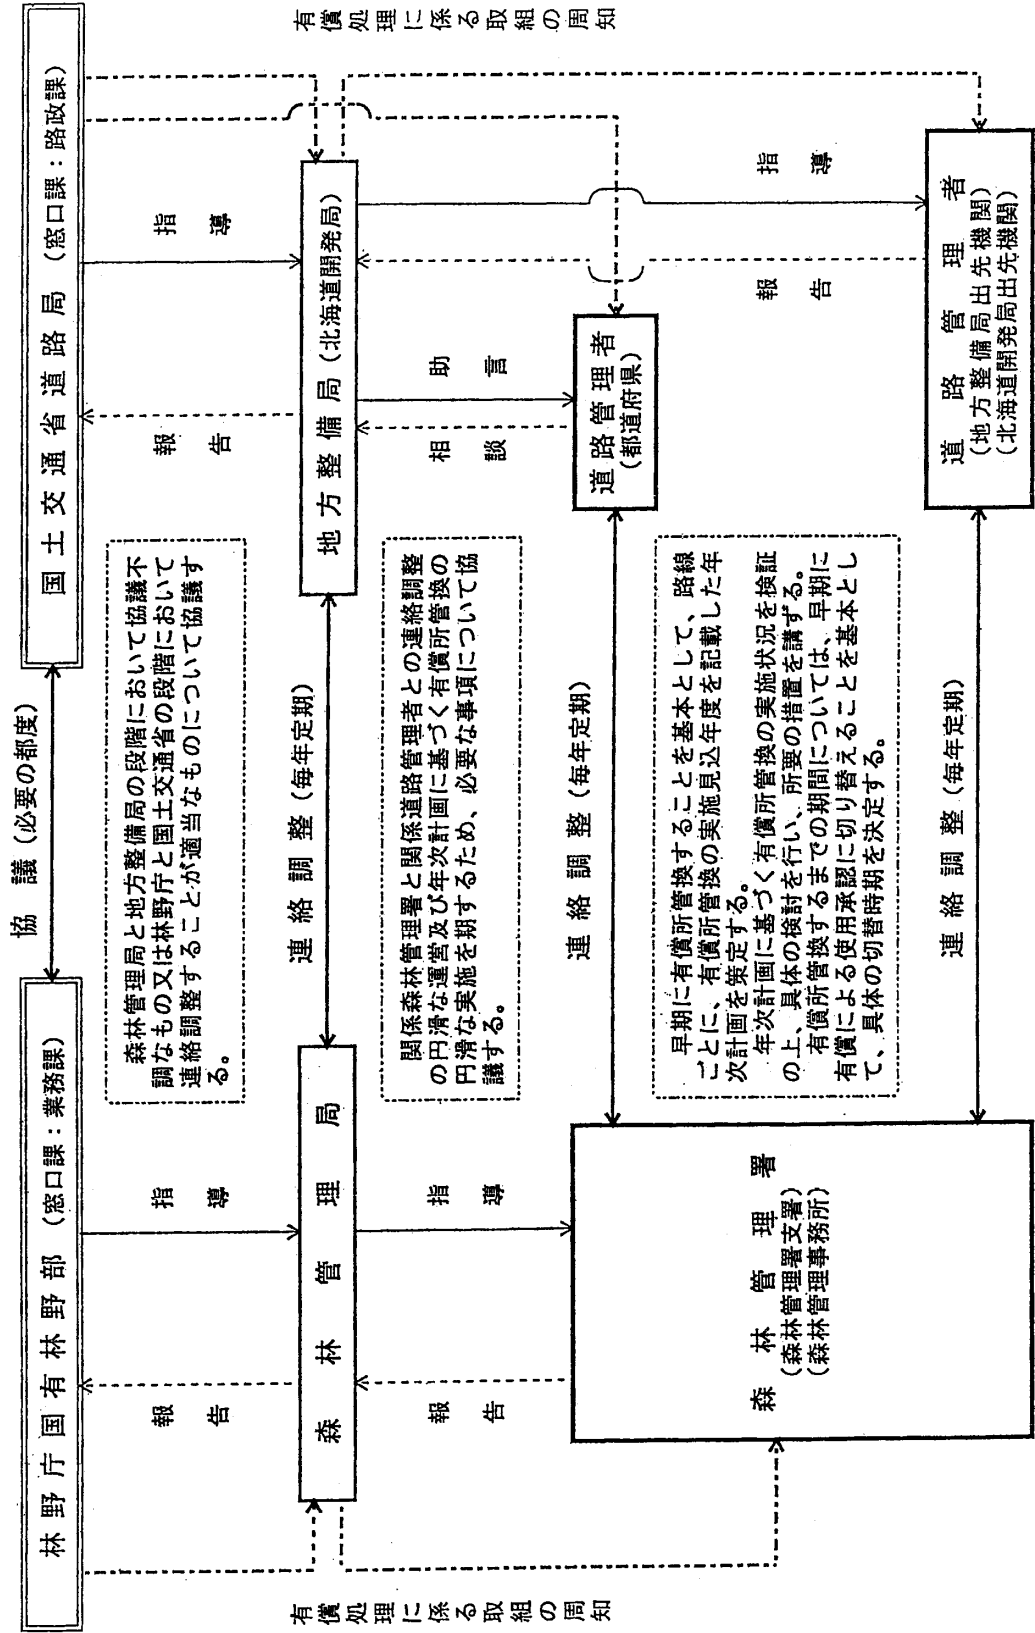 協　議（必要の都度）
林野庁国有林野部（窓口課：業務課）
国土交通省道路局（窓口課：路政課）
報告
指導
森林管理局と地方整備局の段階において協議不
調なもの又は林野庁と国土交通省の段階において
連絡調整することが適当なものについて協議す
る。
報告
指導
有償処理に係る取組の周知
森林管理局
連絡調整（毎年定期）
地方整備局（北海道開発局）
有償処理に係る取組の周知
報告
指導
関係森林管理署と関係道路管理者との連絡調整
の円滑な運営及び年次計画に基づく有償所管換の
円滑な実施を期するため、必要な事項について協
議する。
相談
助言
森林管理署
（森林管理署支署）
（森林管理事務所）
連絡調整（毎年定期）
道路管理者
（都道府県）
報告
指導
早期に有償所管換することを基本として、路線
ごとに、有償所管換の実施見込年度を記載した年
次計画を策定する。
年次計画に基づく有償所管換の実施状況を検証
の上、具体の検討を行い、所要の措置を講ずる。
有償所管換するまでの期間については、早期に
有償による使用承認に切り替えることを基本とし
て、具体の切替時期を決定する。
連絡調整（毎年定期）
道路管理者
（地方整備局出先機関）
（北海道開発局出先機関）